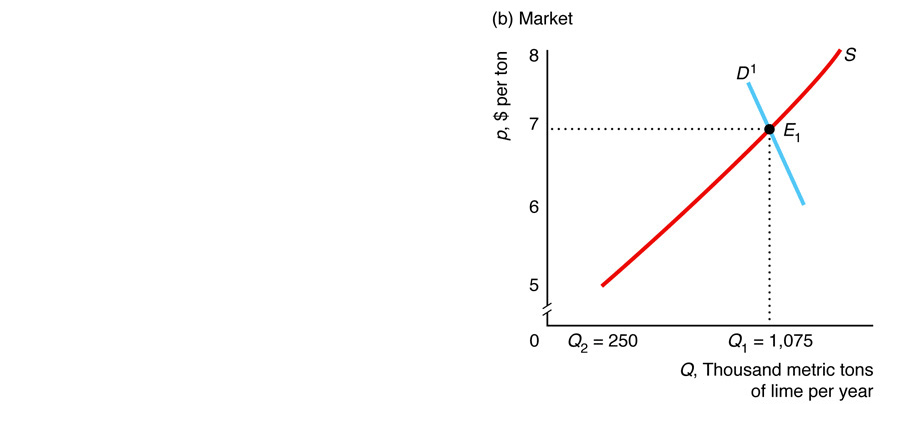 (b) Market
p, $ per ton
8
7
6
5
0
S
D¹
E₁
Q₂ = 250
Q₁ = 1,075
Q, Thousand metric tons
of lime per year